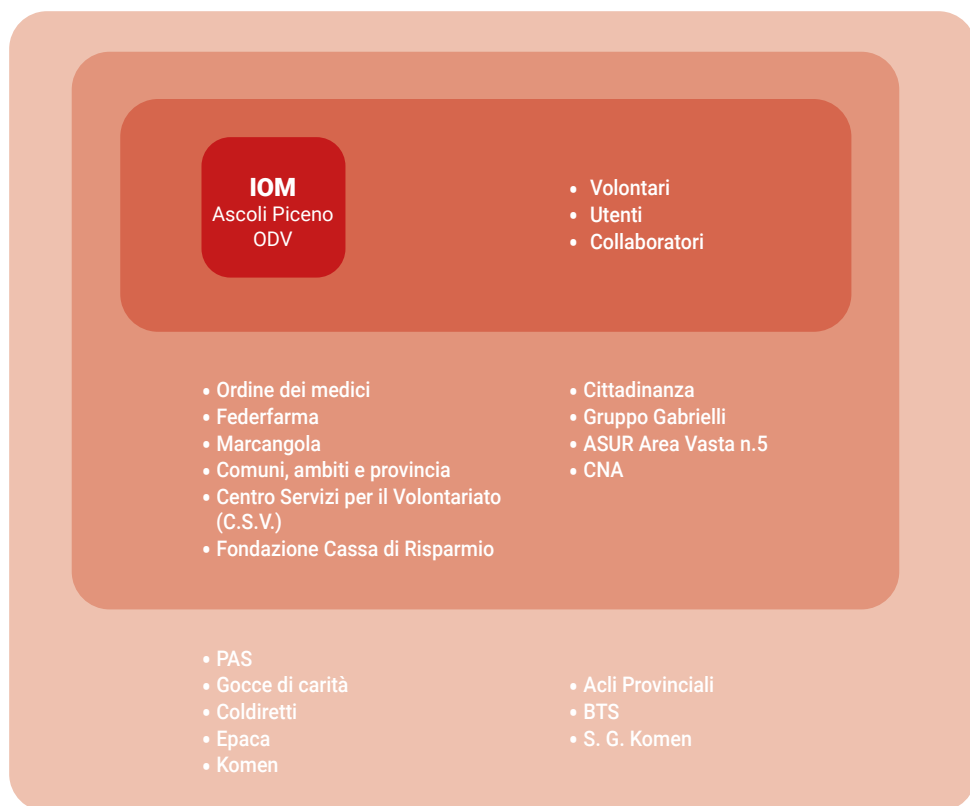 IOM
Ascoli Piceno
ODV
• Volontari
• Utenti
• Collaboratori
• Ordine dei medici
• Federfarma
• Marcangola
• Comuni, ambiti e provincia
• Centro Servizi per il Volontariato
(C.S.V.)
• Fondazione Cassa di Risparmio
• Cittadinanza
• Gruppo Gabrielli
• ASUR Area Vasta n.5
• CNA
• PAS
• Gocce di carità
• Coldiretti
• Epaca
• Komen
• Acli Provinciali
• BTS
• S. G. Komen